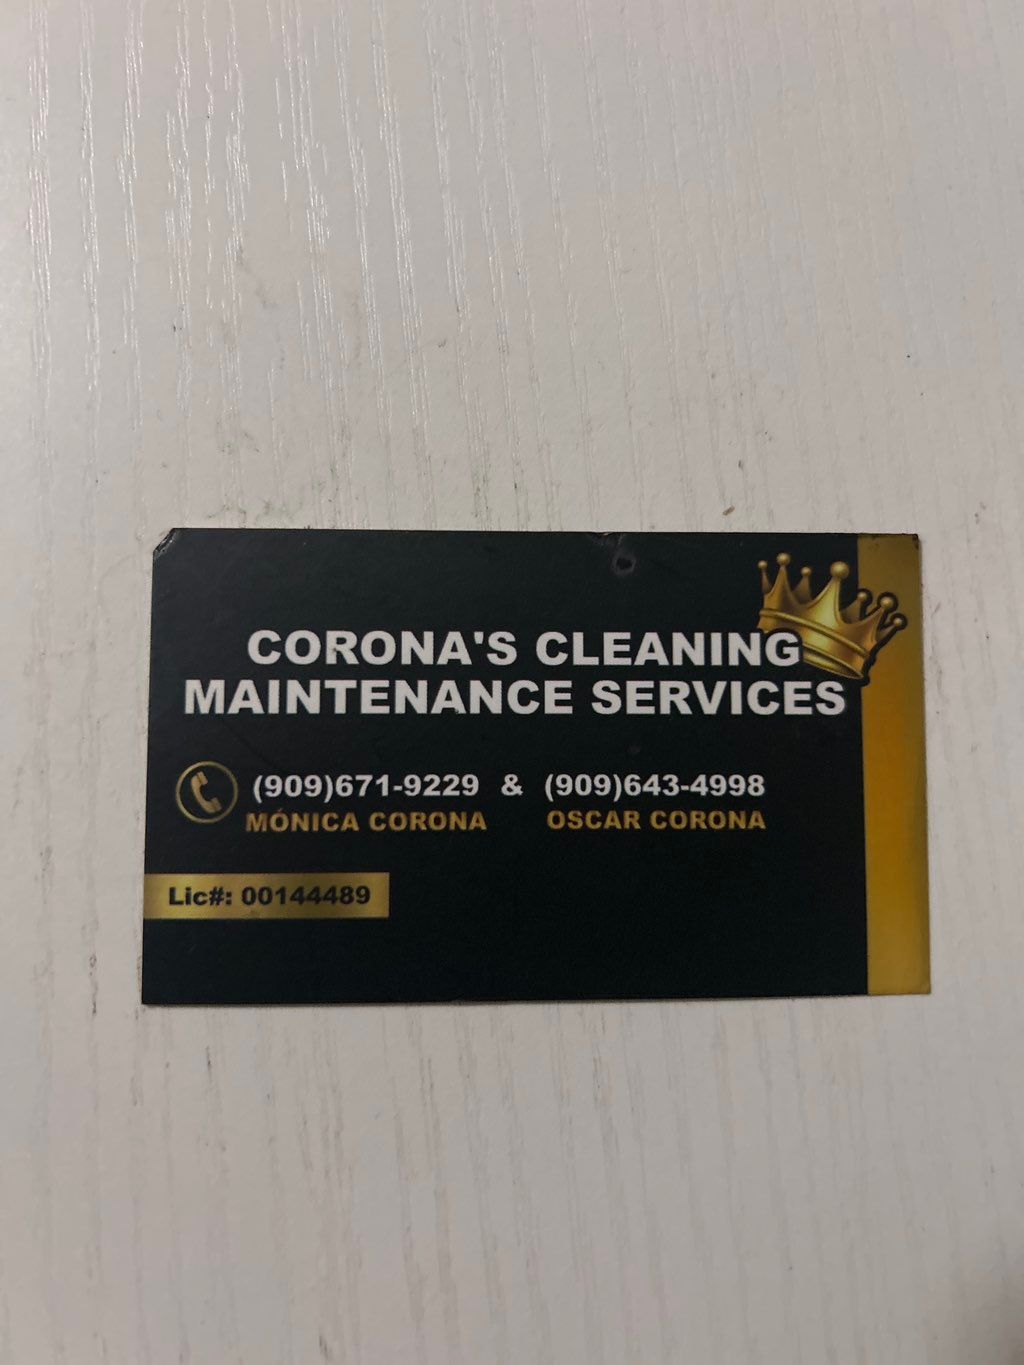 CORONA'S CLEANING
MAINTENANCE SERVICES
(909)671-9229 & (909)643-4998
MÓNICA CORONA OSCAR CORONA
Lic#: 00144489